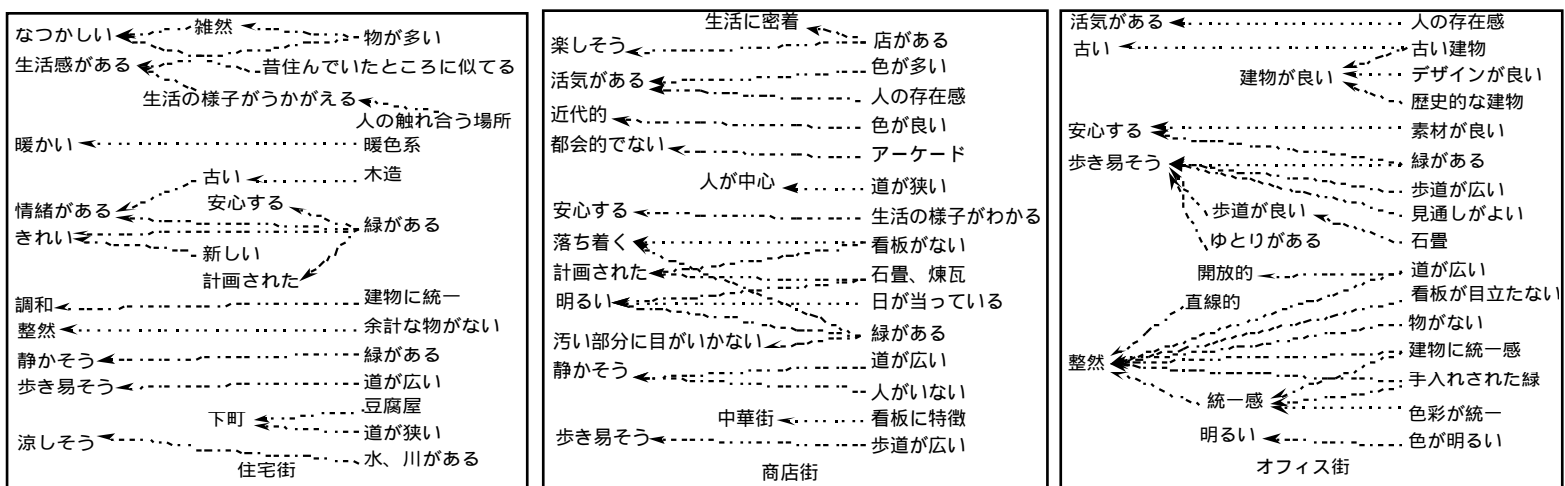 なつかしい
雑然
物が多い
生活感がある
昔住んでいたところに似てる
生活の様子がうかがえる
人の触れ合う場所
暖かい
暖色系
古い
木造
安心する
情緒がある
緑がある
きれい
新しい
計画された
調和
建物に統一
整然
余計な物がない
静かそう
緑がある
歩き易そう
道が広い
下町
豆腐屋
道が狭い
涼しそう
水、川がある
住宅街
生活に密着
楽しそう
店がある
色が多い
活気がある
人の存在感
近代的
色が良い
都会的でない
アーケード
人が中心
道が狭い
安心する
生活の様子がわかる
落ち着く
看板がない
計画された
石畳、煉瓦
明るい
日が当っている
汚い部分に目がいかない
緑がある
静かそう
道が広い
人がいない
中華街
看板に特徴
歩き易そう
歩道が広い
商店街
活気がある
人の存在感
古い
古い建物
建物が良い
デザインが良い
歴史的な建物
安心する
素材が良い
歩き易そう
緑がある
歩道が広い
歩道が良い
見通しがよい
ゆとりがある
石畳
開放的
道が広い
直線的
看板が目立たない
物がない
整然
建物に統一感
手入れされた緑
統一感
色彩が統一
明るい
色が明るい
オフィス街